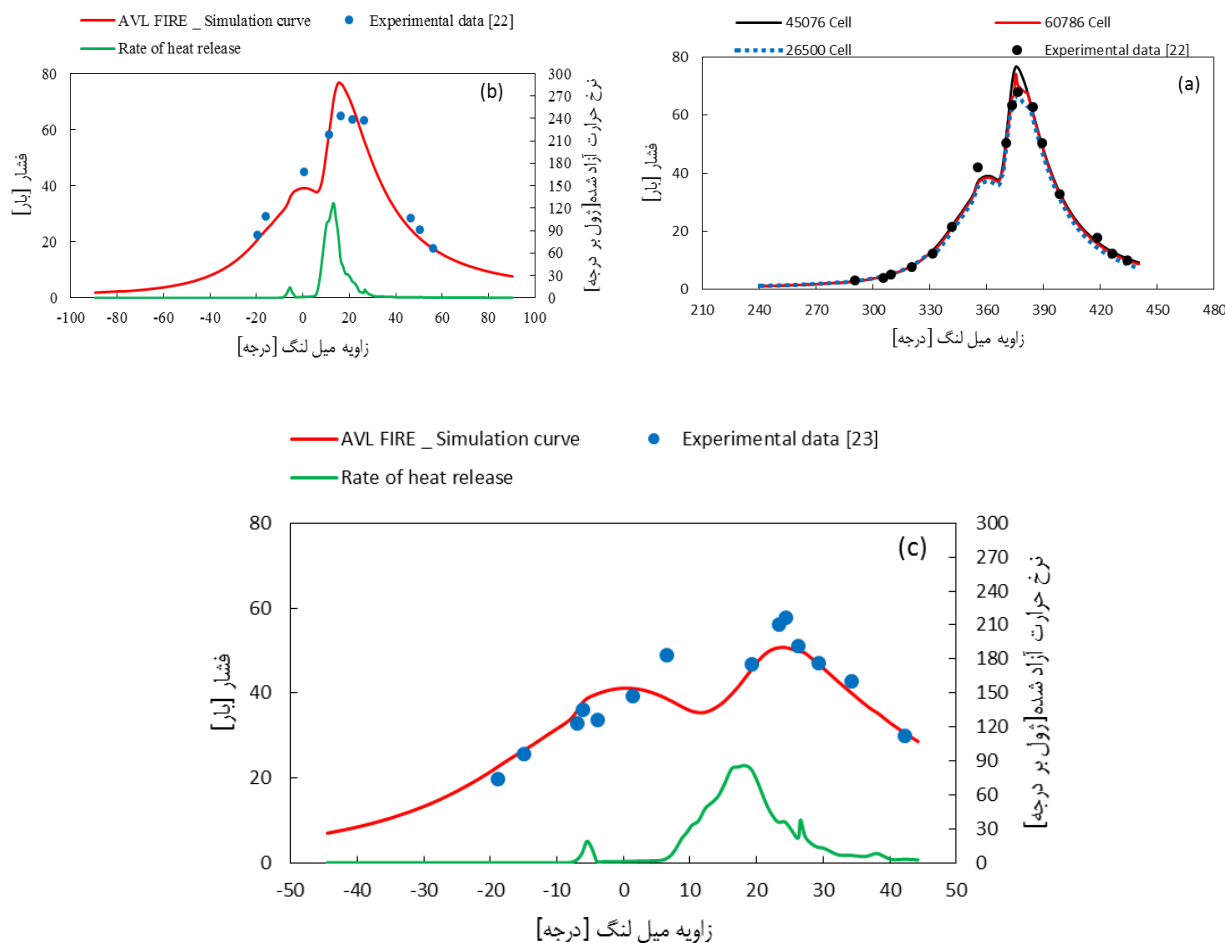 AVL FIRE _ Simulation curve
Experimental data [22]
Rate of heat release
(b)
80
60
40
20
0
300
270
240
210
180
150
120
90
60
30
0
-100 -80 -60 -40 -20 0 20 40 60 80 100
فشار [بار]
نرخ حرارت آزاد شده[ژول بر درجه]
زاویه میل لنگ [درجه]
45076 Cell
60786 Cell
26500 Cell
Experimental data [22]
(a)
80
60
40
20
0
210 240 270 300 330 360 390 420 450 480
فشار [بار]
زاویه میل لنگ [درجه]
AVL FIRE _ Simulation curve
Experimental data [23]
Rate of heat release
(c)
80
60
40
20
0
300
270
240
210
180
150
120
90
60
30
0
-50 -40 -30 -20 -10 0 10 20 30 40 50
فشار [بار]
نرخ حرارت آزاد شده[ژول بر درجه]
زاویه میل لنگ [درجه]